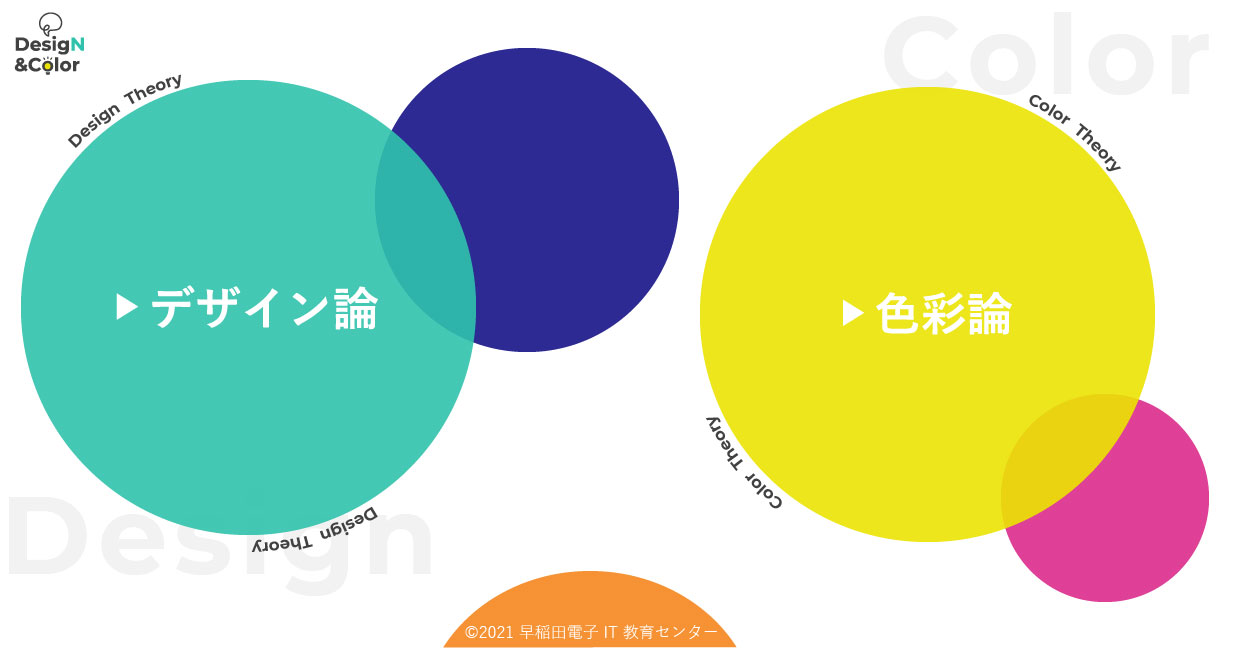 DesigN
&Color
Color
Design Theory
Color Theory
▶デザイン論
▶色彩論
Color Theory
Design Theory
Design
©2021 早稲田電子 IT 教育センター